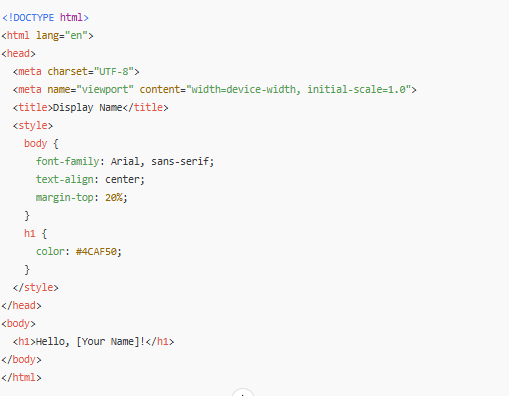 <!DOCTYPE html>
<html lang="en">
<head>
  <meta charset="UTF-8">
  <meta name="viewport" content="width=device-width, initial-scale=1.0">
  <title>Display Name</title>
  <style>
    body {
      font-family: Arial, sans-serif;
      text-align: center;
      margin-top: 20%;
    }
    h1 {
      color: #4CAF50;
    }
  </style>
</head>
<body>
  <h1>Hello, [Your Name]!</h1>
</body>
</html>